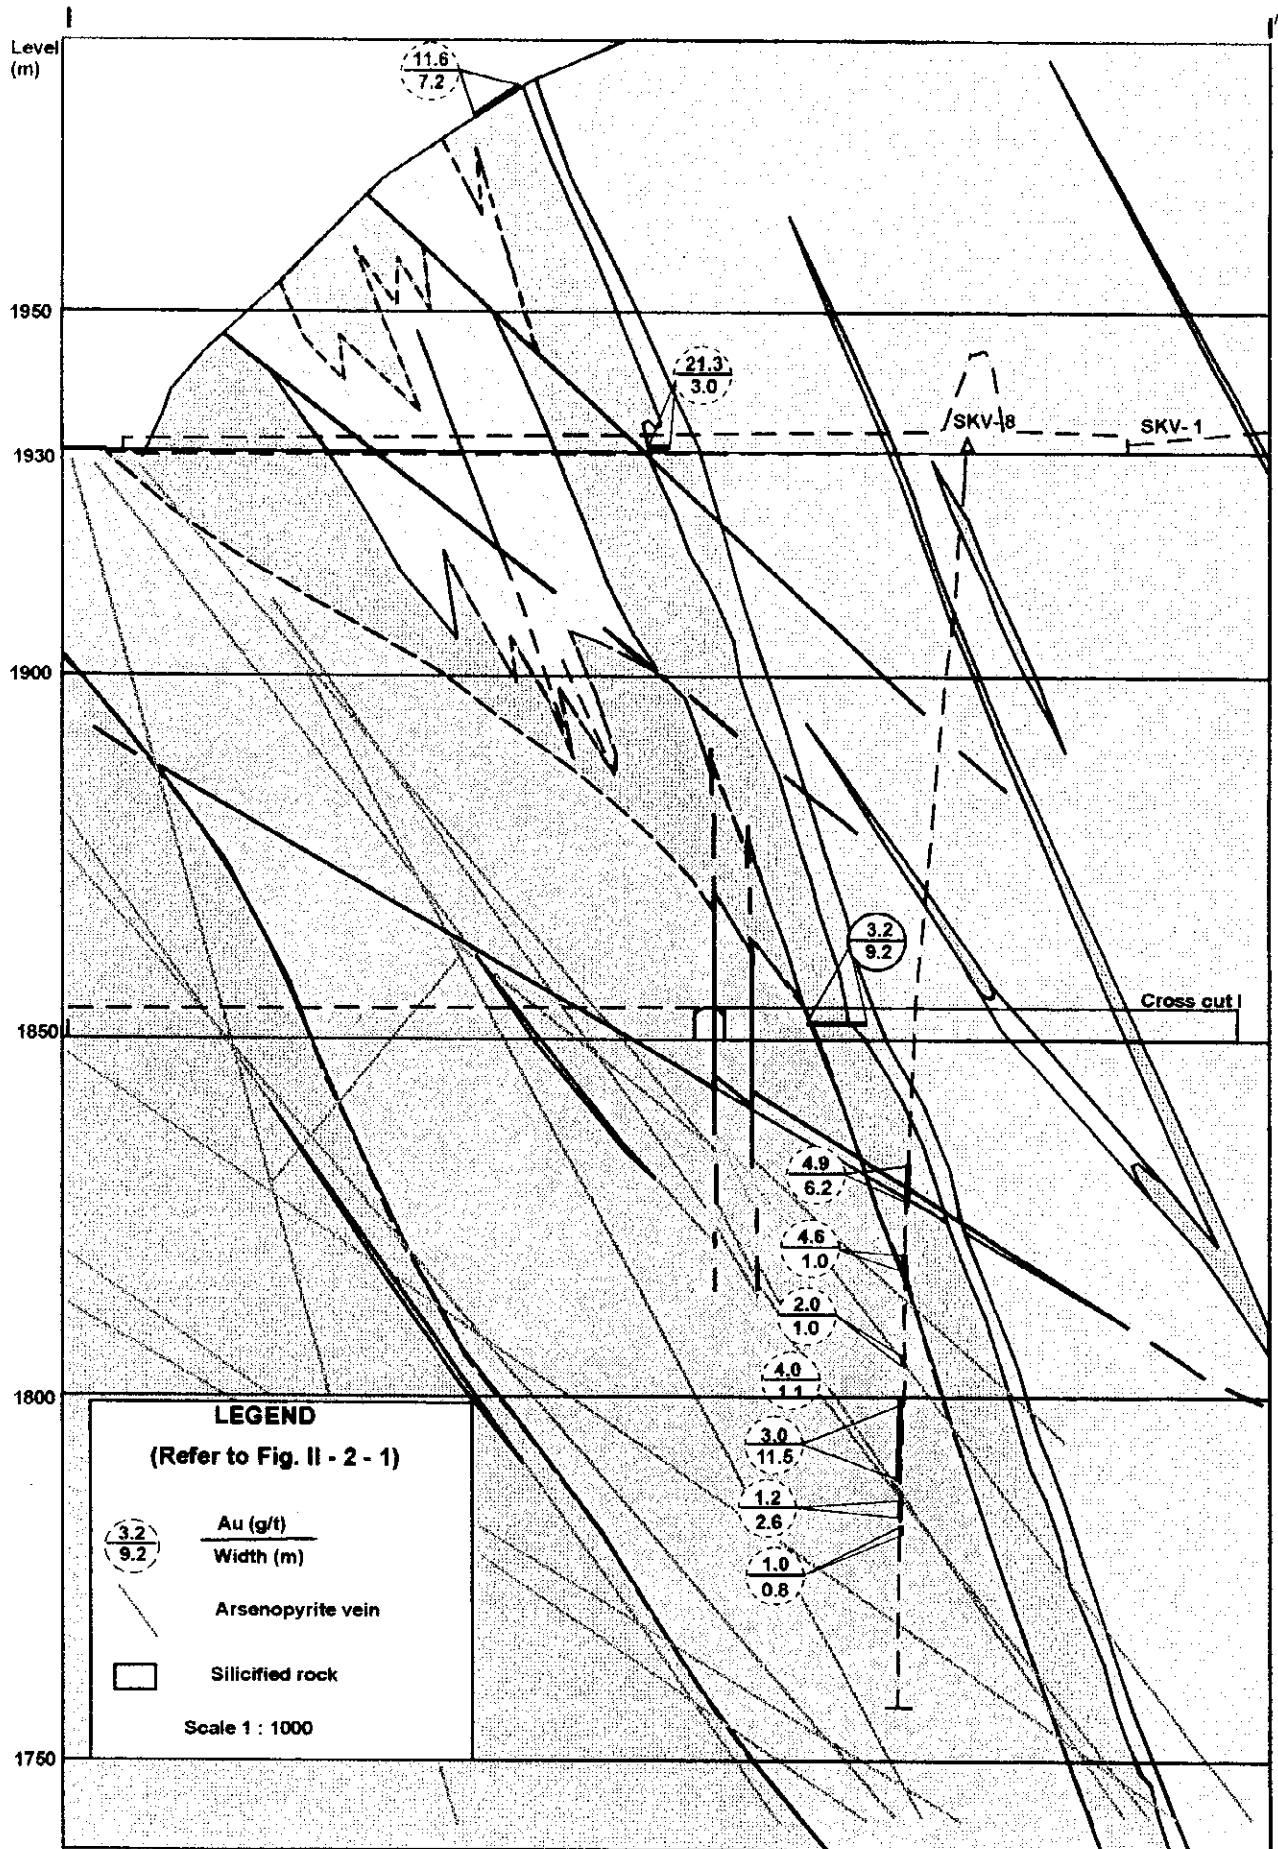 I
I'
Level
(m)
11.6
7.2
1950
21.3
3.0
SKV-8
SKV-1
1930
1900
3.2
9.2
Cross cut I
1850
4.9
6.2
4.6
1.0
2.0
1.0
4.0
1.1
1800
3.0
11.5
1.2
2.6
1.0
0.8
LEGEND
(Refer to Fig. II - 2 - 1)
3.2
9.2
Au (g/t)
Width (m)
Arsenopyrite vein
Silicified rock
Scale 1 : 1000
1750